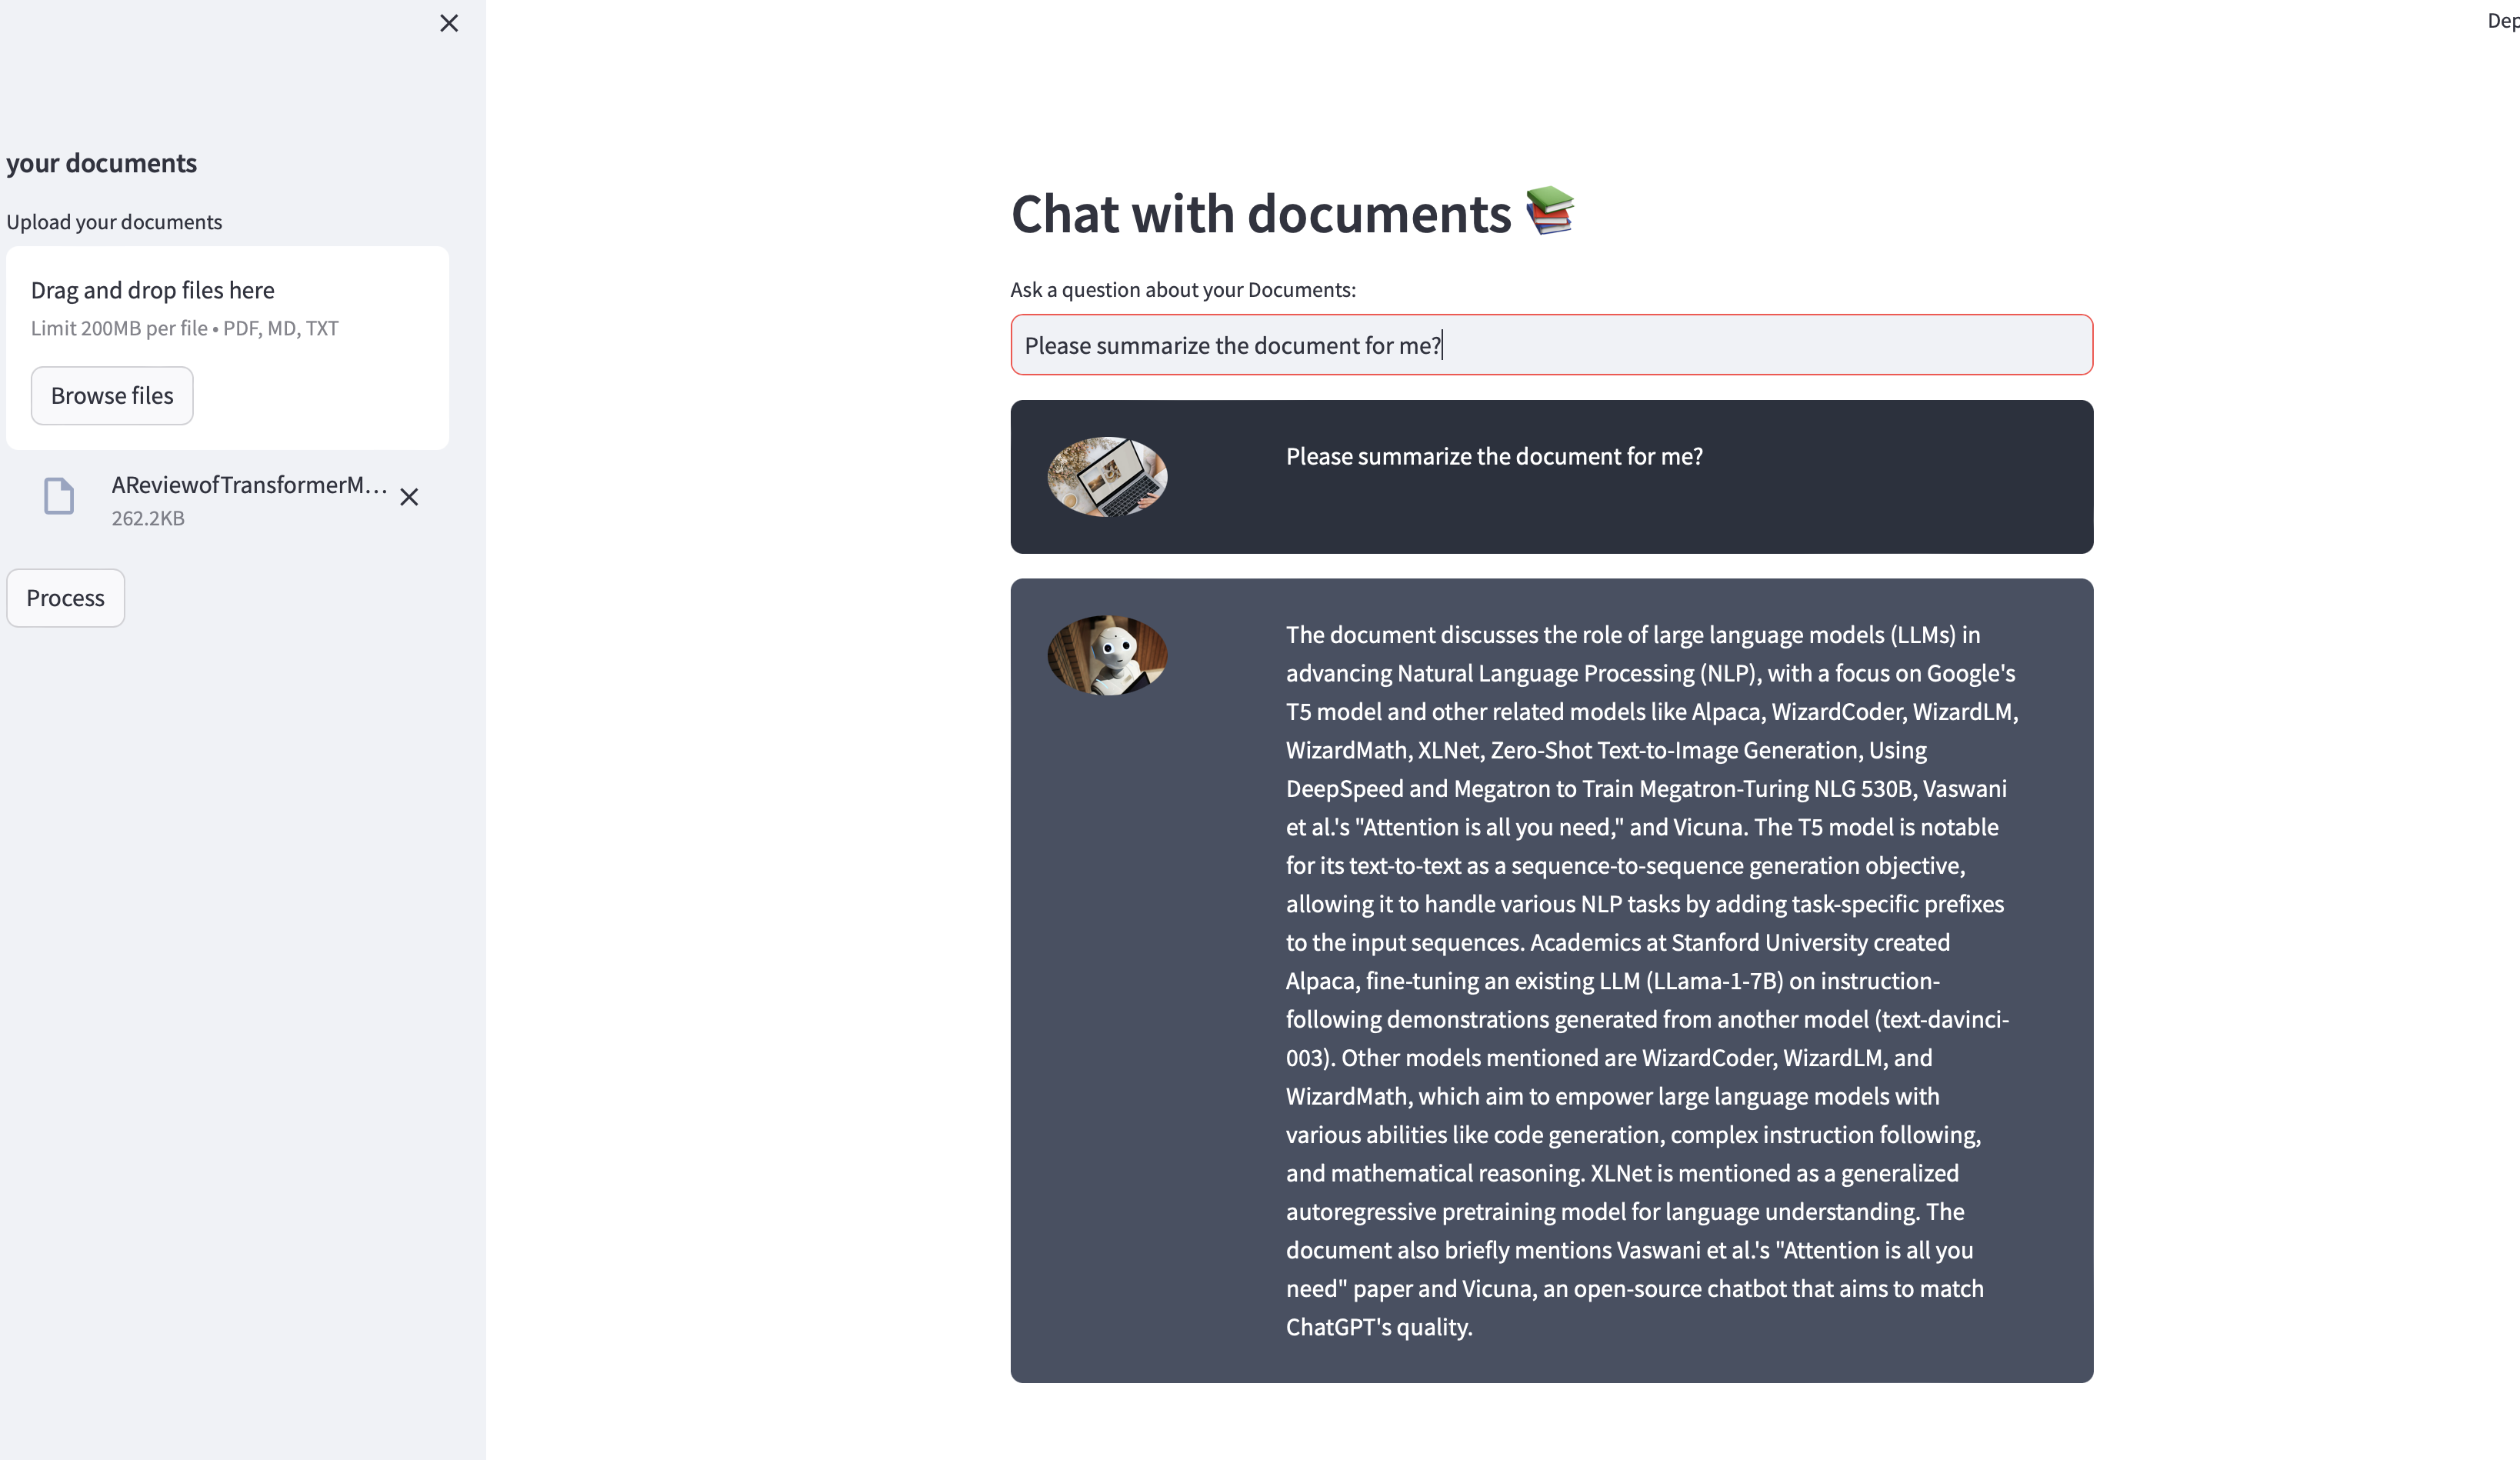 Dep
your documents
Upload your documents
Drag and drop files here
Limit 200MB per file • PDF, MD, TXT
Browse files
AReviewofTransformerM…
262.2KB
Process
Chat with documents 📚
Ask a question about your Documents:
Please summarize the document for me?
Please summarize the document for me?
The document discusses the role of large language models (LLMs) in
advancing Natural Language Processing (NLP), with a focus on Google's
T5 model and other related models like Alpaca, WizardCoder, WizardLM,
WizardMath, XLNet, Zero-Shot Text-to-Image Generation, Using
DeepSpeed and Megatron to Train Megatron-Turing NLG 530B, Vaswani
et al.'s "Attention is all you need," and Vicuna. The T5 model is notable
for its text-to-text as a sequence-to-sequence generation objective,
allowing it to handle various NLP tasks by adding task-specific prefixes
to the input sequences. Academics at Stanford University created
Alpaca, fine-tuning an existing LLM (LLama-1-7B) on instruction-
following demonstrations generated from another model (text-davinci-
003). Other models mentioned are WizardCoder, WizardLM, and
WizardMath, which aim to empower large language models with
various abilities like code generation, complex instruction following,
and mathematical reasoning. XLNet is mentioned as a generalized
autoregressive pretraining model for language understanding. The
document also briefly mentions Vaswani et al.'s "Attention is all you
need" paper and Vicuna, an open-source chatbot that aims to match
ChatGPT's quality.